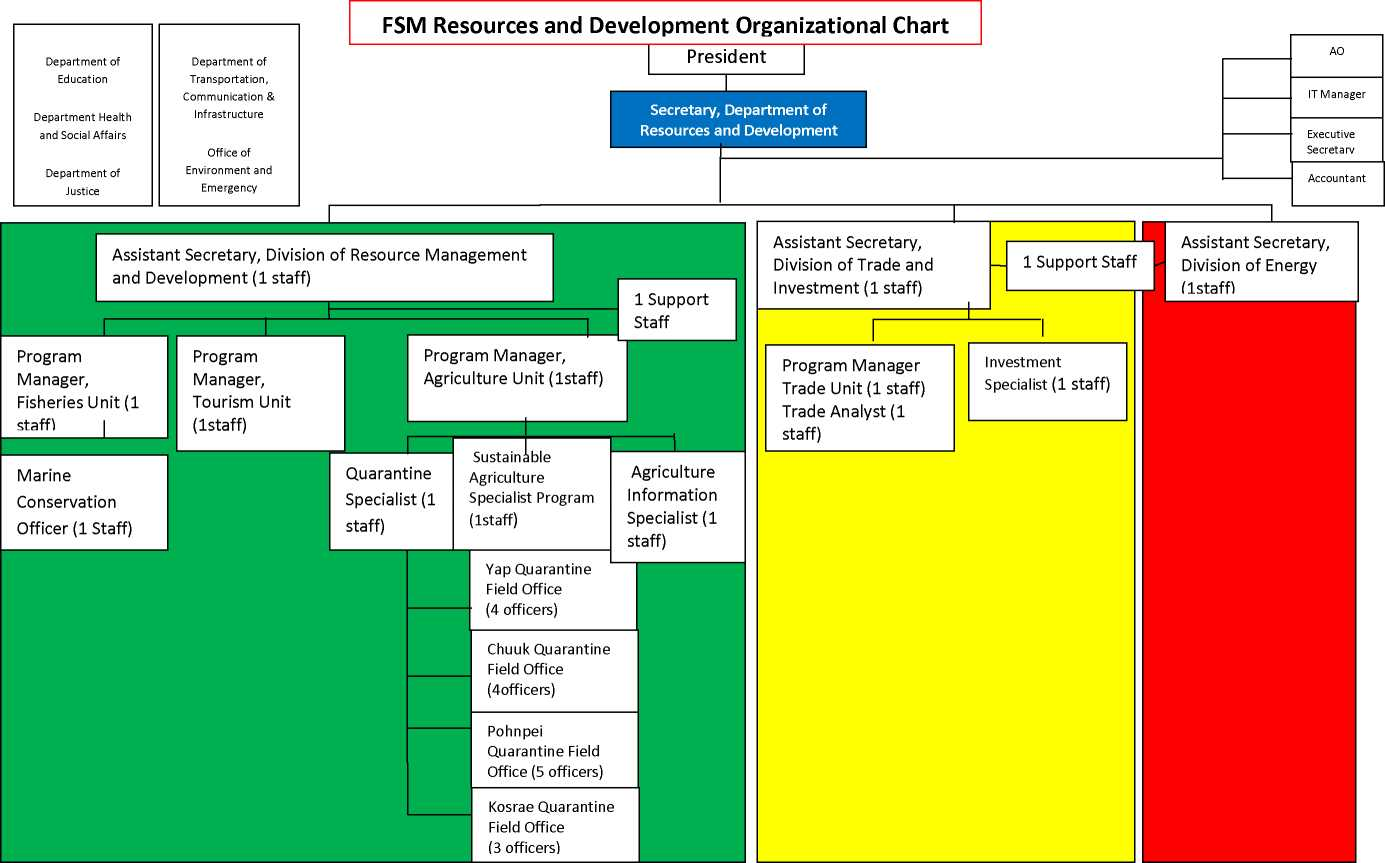 FSM Resources and Development Organizational Chart
President
Secretary, Department of
Resources and Development
Department of
Education
Department Health
and Social Affairs
Department of
Justice
Department of
Transportation,
Communication &
Infrastructure
Office of
Environment and
Emergency
AO
IT Manager
Executive
Secretary
Accountant
Assistant Secretary, Division of Resource Management
and Development (1 staff)
1 Support
Staff
Program
Manager,
Fisheries Unit (1
staff)
Program
Manager,
Tourism Unit
(1staff)
Program Manager,
Agriculture Unit (1staff)
Marine
Conservation
Officer (1 Staff)
Quarantine
Specialist (1
staff)
Sustainable
Agriculture
Specialist Program
(1staff)
Agriculture
Information
Specialist (1
staff)
Yap Quarantine
Field Office
(4 officers)
Chuuk Quarantine
Field Office
(4officers)
Pohnpei
Quarantine Field
Office (5 officers)
Kosrae Quarantine
Field Office
(3 officers)
Assistant Secretary,
Division of Trade and
Investment (1 staff)
1 Support Staff
Program Manager
Trade Unit (1 staff)
Trade Analyst (1
staff)
Investment
Specialist (1 staff)
Assistant Secretary,
Division of Energy
(1staff)